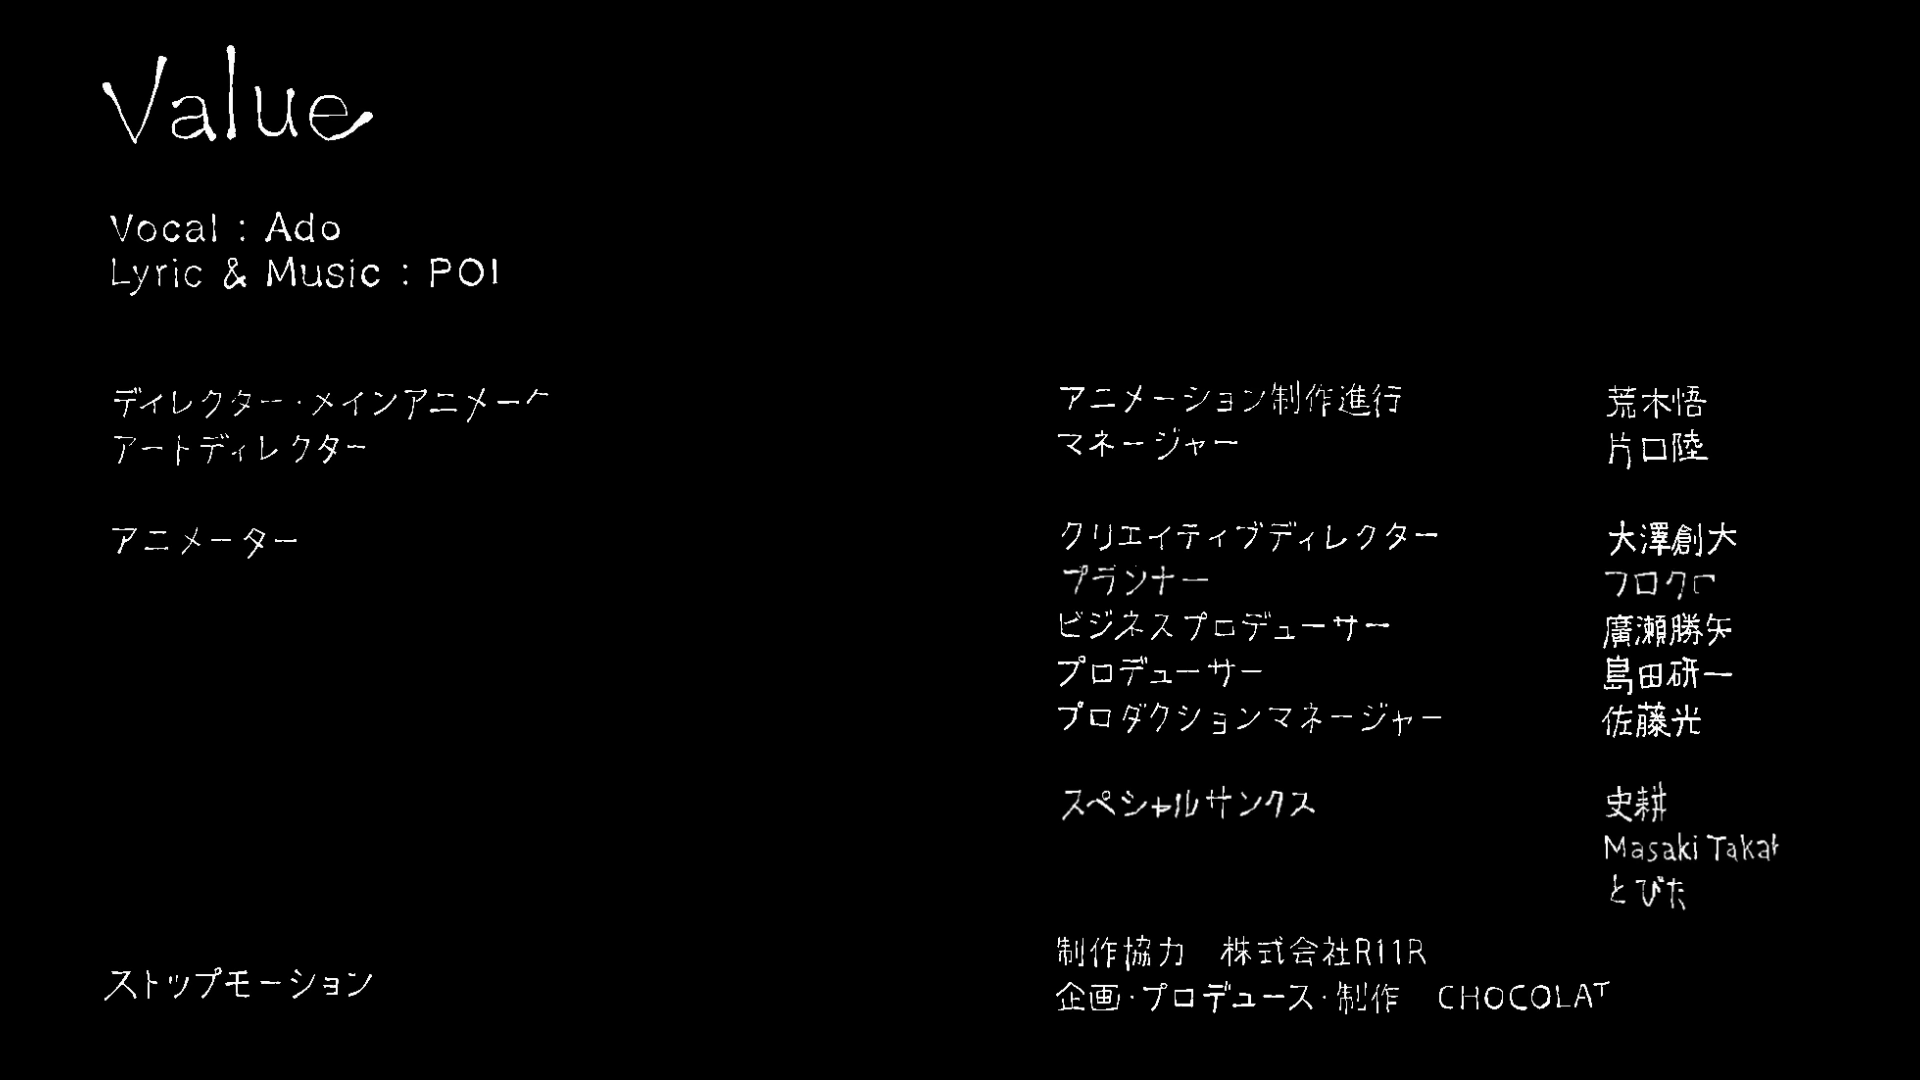 Value
Vocal : Ado
Lyric & Music : POI
ディレクター・メインアニメー
アートディレクター
アニメーター
ストップモーション
アニメーション制作進行 荒木悟
マネージャー 片口陸
クリエイティブディレクター 大澤創大
プランナー フロクロ
ビジネスプロデューサー 廣瀬勝矢
プロデューサー 島田研一
プロダクションマネージャー 佐藤光
スペシャルサンクス 史耕
Masaki
とびた
制作協力 株式会社R11R
企画・プロデュース・制作 CHOCOLAT